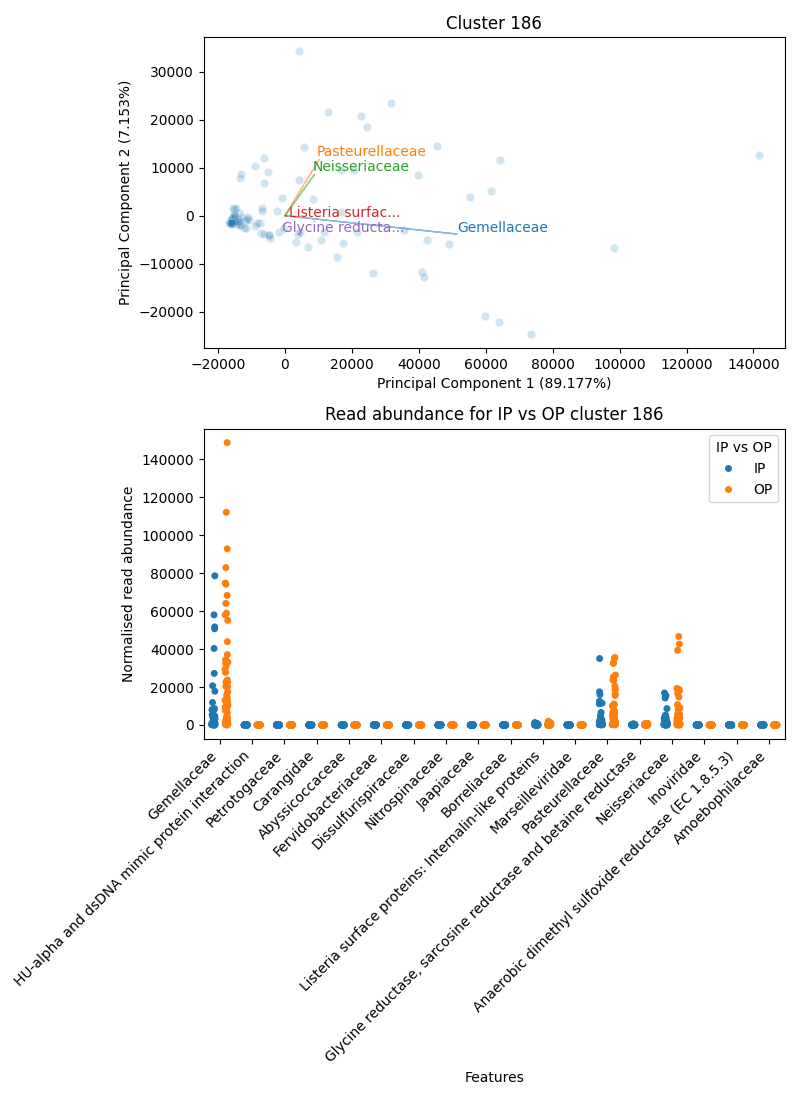 Cluster 186
Principal Component 2 (7.153%)
30000
20000
10000
0
−10000
−20000
Pasteurellaceae
Neisseriaceae
Listeria surfac...
Glycine reducta...
Gemellaceae
−20000 0 20000 40000 60000 80000 100000 120000 140000
Principal Component 1 (89.177%)
Read abundance for IP vs OP cluster 186
Normalised read abundance
140000
120000
100000
80000
60000
40000
20000
0
IP vs OP
IP
OP
Gemellaceae
HU-alpha and dsDNA mimic protein interaction
Petrotogaceae
Carangidae
Abyssicoccaceae
Fervidobacteriaceae
Dissulfurispiraceae
Nitrospinaceae
Jaapiaceae
Borreliaceae
Listeria surface proteins: Internalin-like proteins
Marseilleviridae
Pasteurellaceae
Glycine reductase, sarcosine reductase and betaine reductase
Neisseriaceae
Inoviridae
Anaerobic dimethyl sulfoxide reductase (EC 1.8.5.3)
Amoebophilaceae
Features